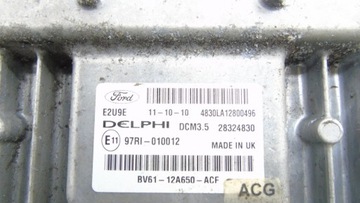 Ford
E2U9E 11-10-10 4830LA12800496
DELPHI DCM3.5 28324830
E11 97RI-010012 MADE IN UK
BV61-12A650-ACF
ACG